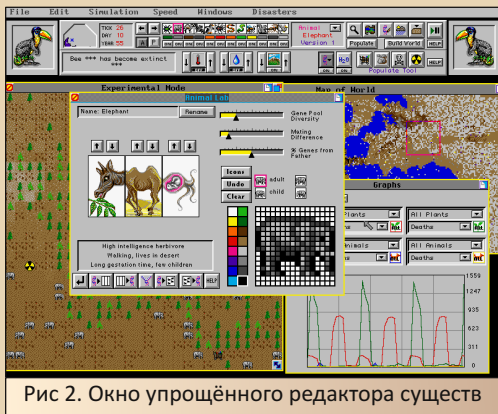 File Edit Simulation Speed Windows Disasters
TICK 26
DAY 10
YEAR 55
A F
Animal
Elephant
Version 1
Populate
Build World
HELP
Bee *** has become extinct
***
Populate Tool
Experimental Mode
Map of World
Animal Lab
Name: Elephant
Rename
Gene Pool
Diversity
Mating
Difference
% Genes from
Father
Icons
Undo
Clear
adult
child
High intelligence herbivore
Walking, lives in desert
Long gestation time, few children
HELP
Graphs
Plants
All Plants
Deaths
Animals
All Animals
Deaths
1559
1247
935
623
311
0
Рис 2. Окно упрощённого редактора существ